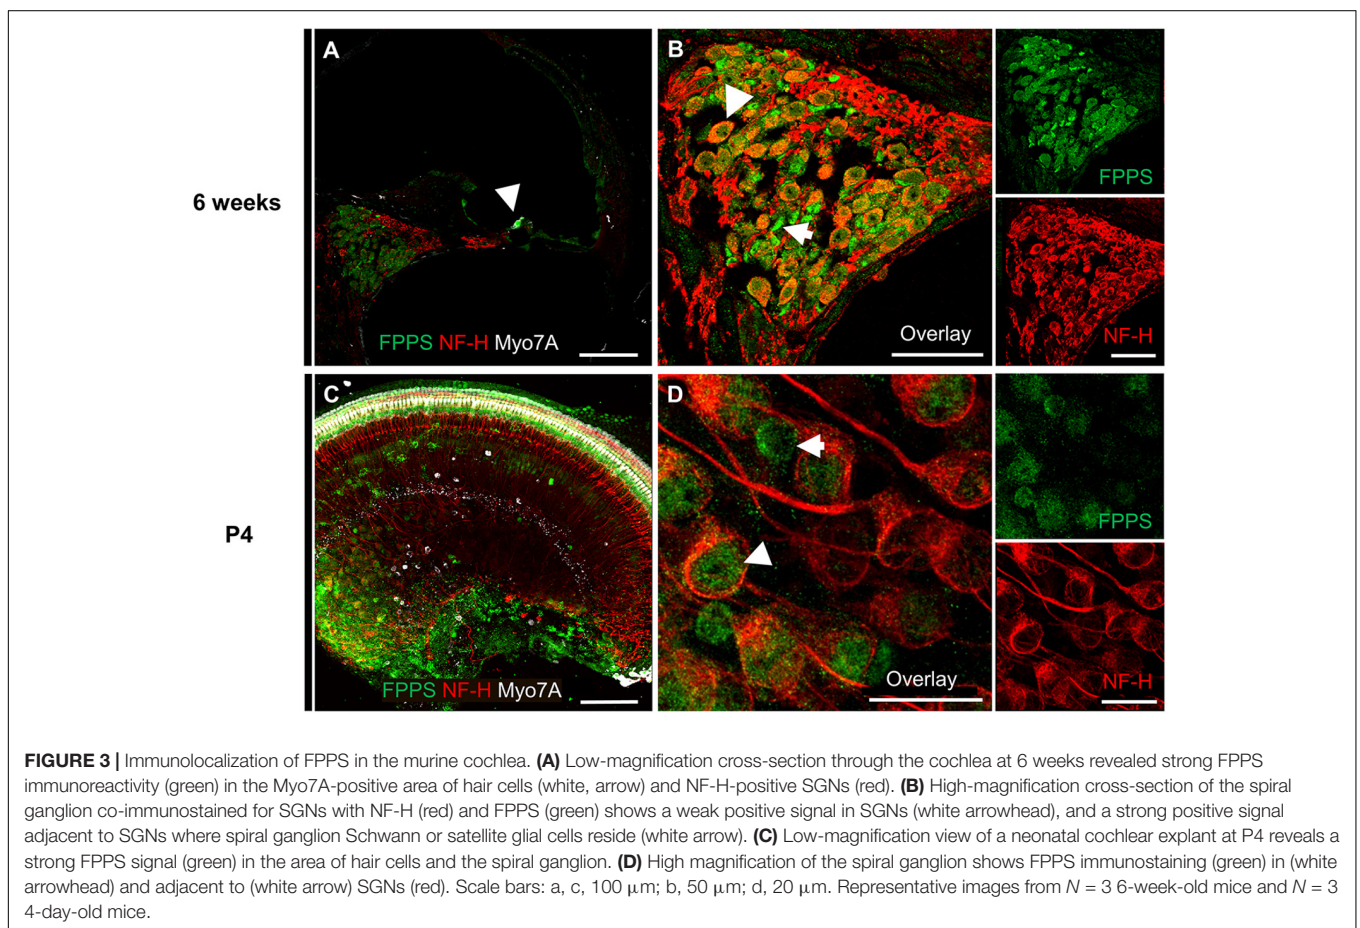 A
B
FPPS
6 weeks
FPPS NF-H Myo7A
Overlay
NF-H
C
D
FPPS
P4
FPPS NF-H Myo7A
Overlay
NF-H
FIGURE 3 | Immunolocalization of FPPS in the murine cochlea. (A) Low-magnification cross-section through the cochlea at 6 weeks revealed strong FPPS
immunoreactivity (green) in the Myo7A-positive area of hair cells (white, arrow) and NF-H-positive SGNs (red). (B) High-magnification cross-section of the spiral
ganglion co-immunostained for SGNs with NF-H (red) and FPPS (green) shows a weak positive signal in SGNs (white arrowhead), and a strong positive signal
adjacent to SGNs where spiral ganglion Schwann or satellite glial cells reside (white arrow). (C) Low-magnification view of a neonatal cochlear explant at P4 reveals a
strong FPPS signal (green) in the area of hair cells and the spiral ganglion. (D) High magnification of the spiral ganglion shows FPPS immunostaining (green) in (white
arrowhead) and adjacent to (white arrow) SGNs (red). Scale bars: a, c, 100 μm; b, 50 μm; d, 20 μm. Representative images from N = 3 6-week-old mice and N = 3
4-day-old mice.